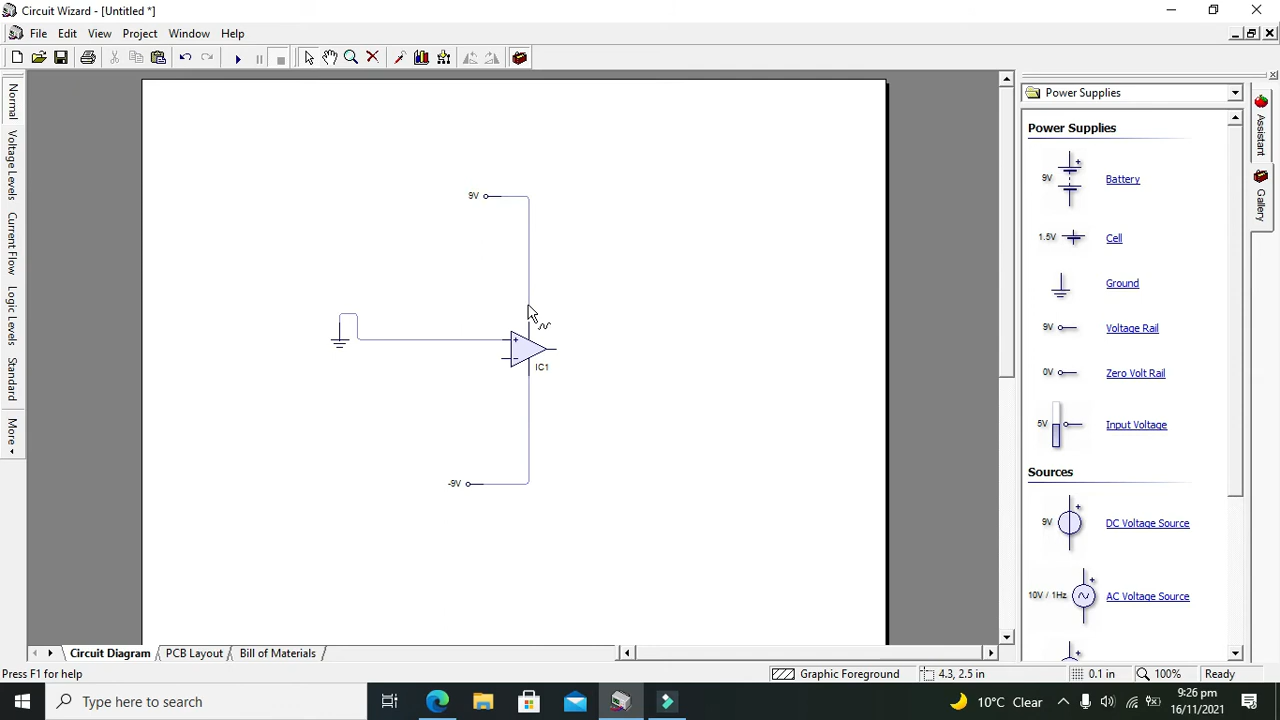 Circuit Wizard - [Untitled *]
File Edit View Project Window Help
Normal
Voltage Levels
Current Flow
Logic Levels
Standard
More
9V
+
-
IC1
-9V
Power Supplies
Power Supplies
9V
+
Battery
1.5V
Cell
Ground
9V
Voltage Rail
0V
Zero Volt Rail
5V
Input Voltage
Sources
9V
+
DC Voltage Source
10V / 1Hz
+
AC Voltage Source
Assistant
Gallery
Circuit Diagram PCB Layout Bill of Materials
Press F1 for help
Graphic Foreground
4.3, 2.5 in
0.1 in
100%
Ready
Type here to search
10°C Clear
9:26 pm
16/11/2021